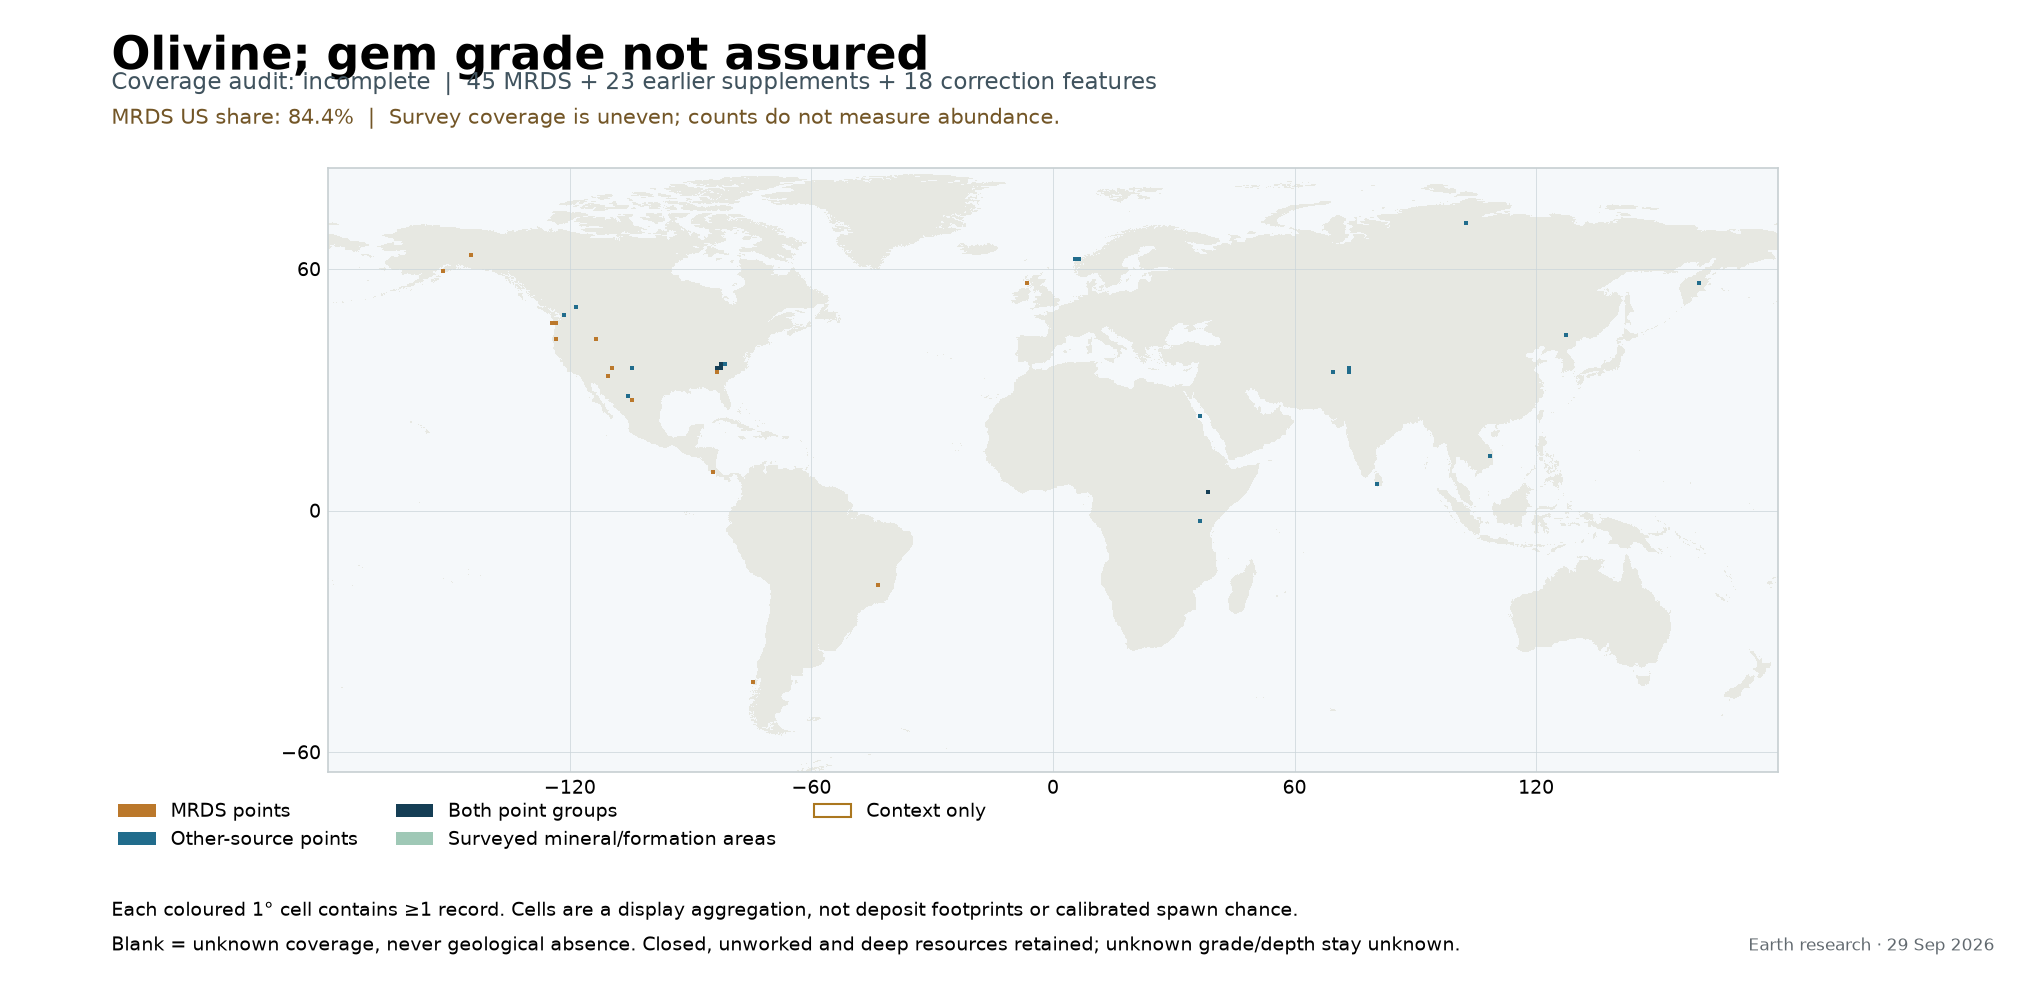 Olivine; gem grade not assured
Coverage audit: incomplete | 45 MRDS + 23 earlier supplements + 18 correction features
MRDS US share: 84.4% | Survey coverage is uneven; counts do not measure abundance.
60
0
−60
−120 −60 0 60 120
MRDS points Both point groups Context only
Other-source points Surveyed mineral/formation areas
Each coloured 1° cell contains ≥1 record. Cells are a display aggregation, not deposit footprints or calibrated spawn chance.
Blank = unknown coverage, never geological absence. Closed, unworked and deep resources retained; unknown grade/depth stay unknown.
Earth research · 29 Sep 2026